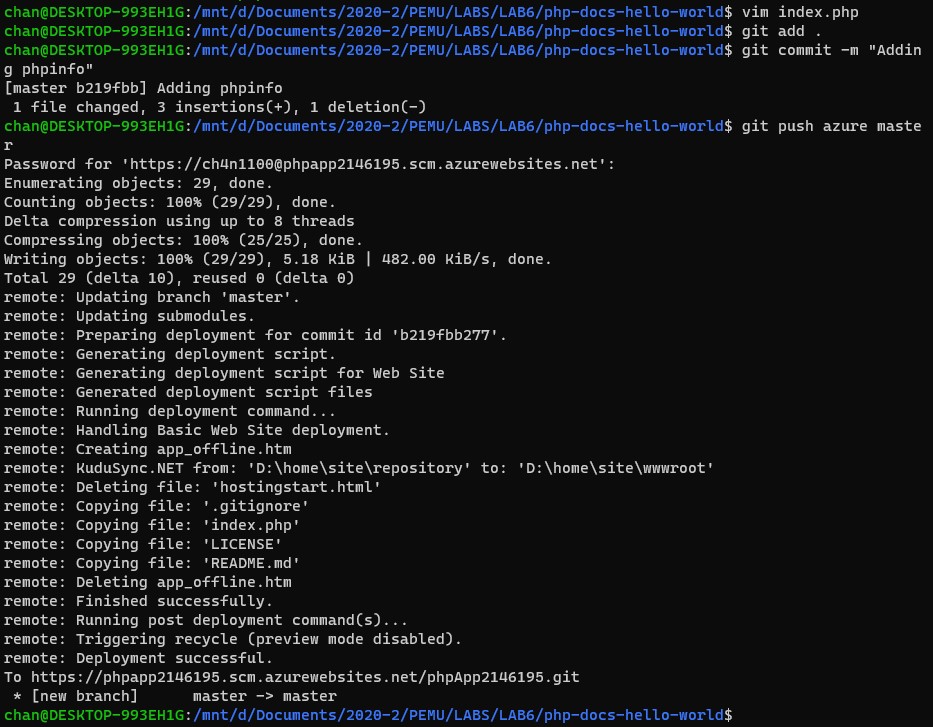 chan@DESKTOP-993EH1G:/mnt/d/Documents/2020-2/PEMU/LABS/LAB6/php-docs-hello-world$ vim index.php
chan@DESKTOP-993EH1G:/mnt/d/Documents/2020-2/PEMU/LABS/LAB6/php-docs-hello-world$ git add .
chan@DESKTOP-993EH1G:/mnt/d/Documents/2020-2/PEMU/LABS/LAB6/php-docs-hello-world$ git commit -m "Addin
g phpinfo"
[master b219fbb] Adding phpinfo
 1 file changed, 3 insertions(+), 1 deletion(-)
chan@DESKTOP-993EH1G:/mnt/d/Documents/2020-2/PEMU/LABS/LAB6/php-docs-hello-world$ git push azure maste
r
Password for 'https://ch4n1100@phpapp2146195.scm.azurewebsites.net':
Enumerating objects: 29, done.
Counting objects: 100% (29/29), done.
Delta compression using up to 8 threads
Compressing objects: 100% (25/25), done.
Writing objects: 100% (29/29), 5.18 KiB | 482.00 KiB/s, done.
Total 29 (delta 10), reused 0 (delta 0)
remote: Updating branch 'master'.
remote: Updating submodules.
remote: Preparing deployment for commit id 'b219fbb277'.
remote: Generating deployment script.
remote: Generating deployment script for Web Site
remote: Generated deployment script files
remote: Running deployment command...
remote: Handling Basic Web Site deployment.
remote: Creating app_offline.htm
remote: KuduSync.NET from: 'D:\home\site\repository' to: 'D:\home\site\wwwroot'
remote: Deleting file: 'hostingstart.html'
remote: Copying file: '.gitignore'
remote: Copying file: 'index.php'
remote: Copying file: 'LICENSE'
remote: Copying file: 'README.md'
remote: Deleting app_offline.htm
remote: Finished successfully.
remote: Running post deployment command(s)...
remote: Triggering recycle (preview mode disabled).
remote: Deployment successful.
To https://phpapp2146195.scm.azurewebsites.net/phpApp2146195.git
 * [new branch]      master -> master
chan@DESKTOP-993EH1G:/mnt/d/Documents/2020-2/PEMU/LABS/LAB6/php-docs-hello-world$